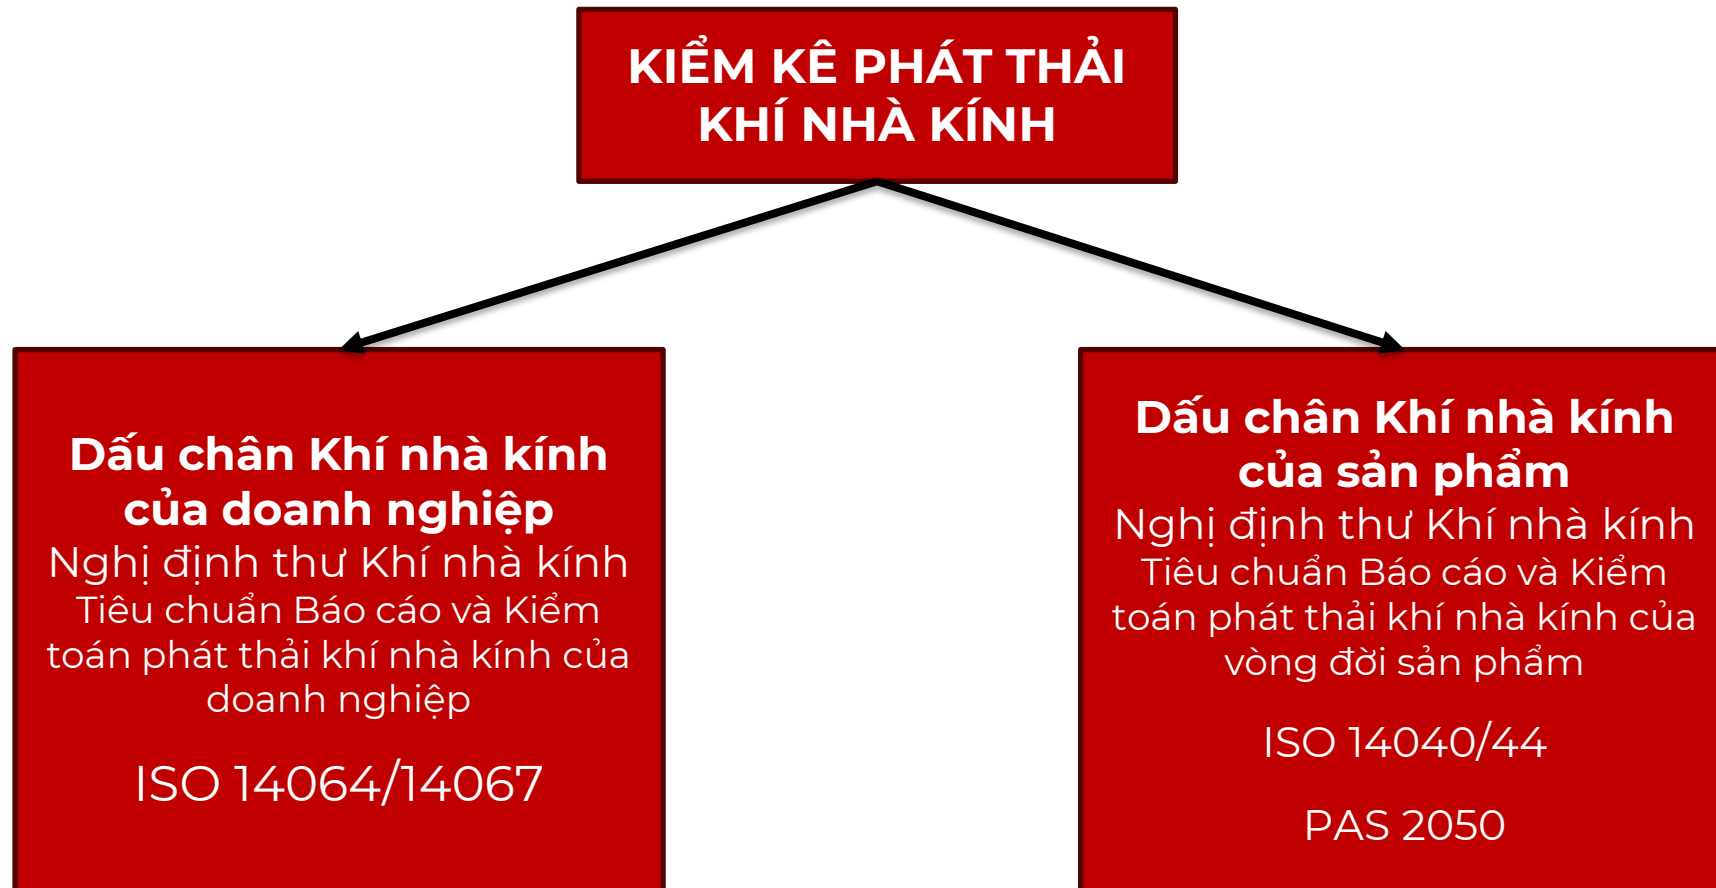 KIỂM KÊ PHÁT THẢI
KHÍ NHÀ KÍNH
Dấu chân Khí nhà kính
của doanh nghiệp
Nghị định thư Khí nhà kính
Tiêu chuẩn Báo cáo và Kiểm
toán phát thải khí nhà kính của
doanh nghiệp
ISO 14064/14067
Dấu chân Khí nhà kính
của sản phẩm
Nghị định thư Khí nhà kính
Tiêu chuẩn Báo cáo và Kiểm
toán phát thải khí nhà kính của
vòng đời sản phẩm
ISO 14040/44
PAS 2050